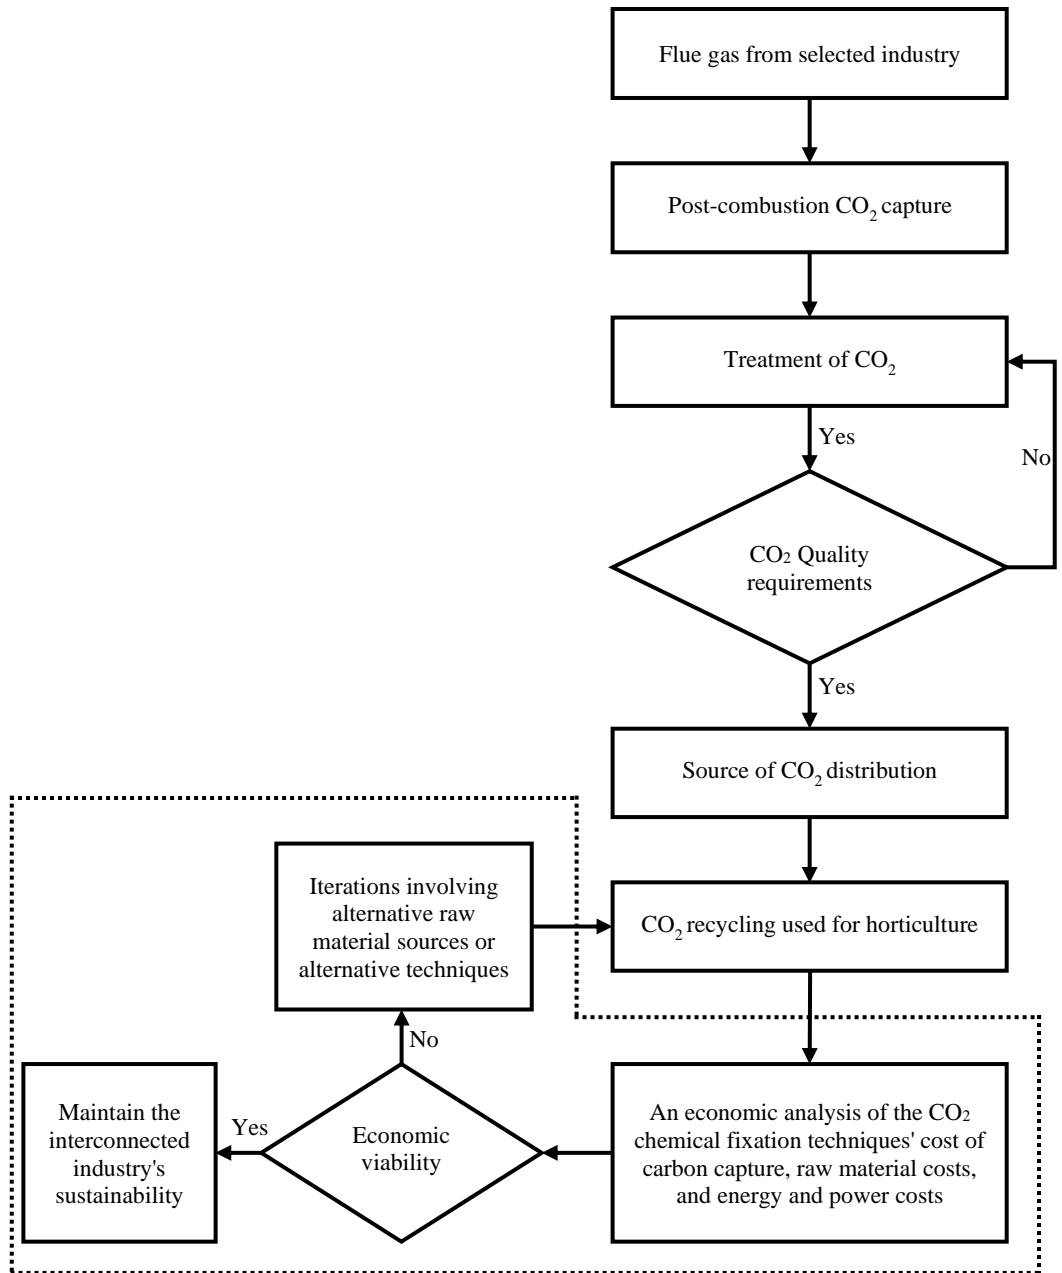 Flue gas from selected industry
Post-combustion CO₂ capture
Treatment of CO₂
Yes
No
CO₂ Quality
requirements
Yes
Source of CO₂ distribution
Iterations involving
alternative raw
material sources or
alternative techniques
CO₂ recycling used for horticulture
No
Maintain the
interconnected
industry's
sustainability
Yes
Economic
viability
An economic analysis of the CO₂
chemical fixation techniques' cost of
carbon capture, raw material costs,
and energy and power costs